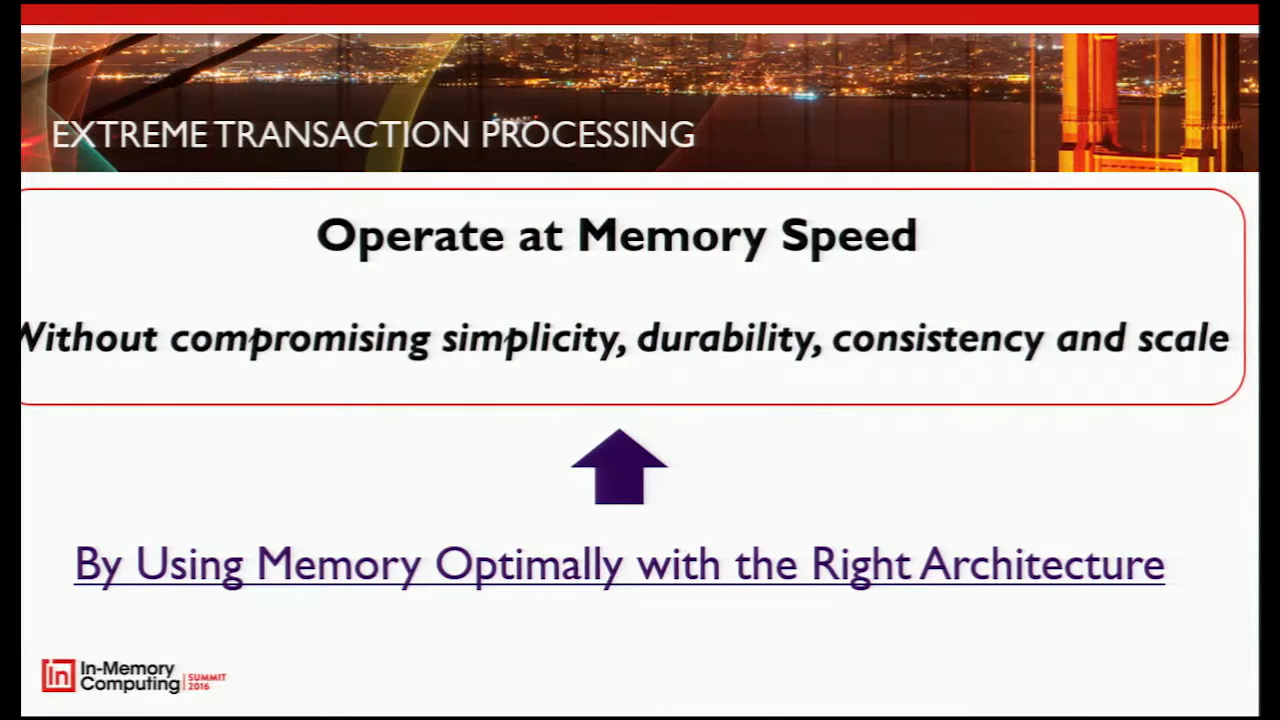 EXTREME TRANSACTION PROCESSING
Operate at Memory Speed
Without compromising simplicity, durability, consistency and scale
By Using Memory Optimally with the Right Architecture
In
In-Memory
Computing
SUMMIT
2016